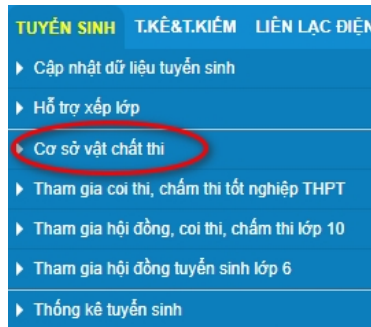 TUYỂN SINH T.KÊ&T.KIẾM LIÊN LẠC ĐIỆN
Cập nhật dữ liệu tuyển sinh
Hỗ trợ xếp lớp
Cơ sở vật chất thi
Tham gia coi thi, chấm thi tốt nghiệp THPT
Tham gia hội đồng, coi thi, chấm thi lớp 10
Tham gia hội đồng tuyển sinh lớp 6
Thống kê tuyển sinh